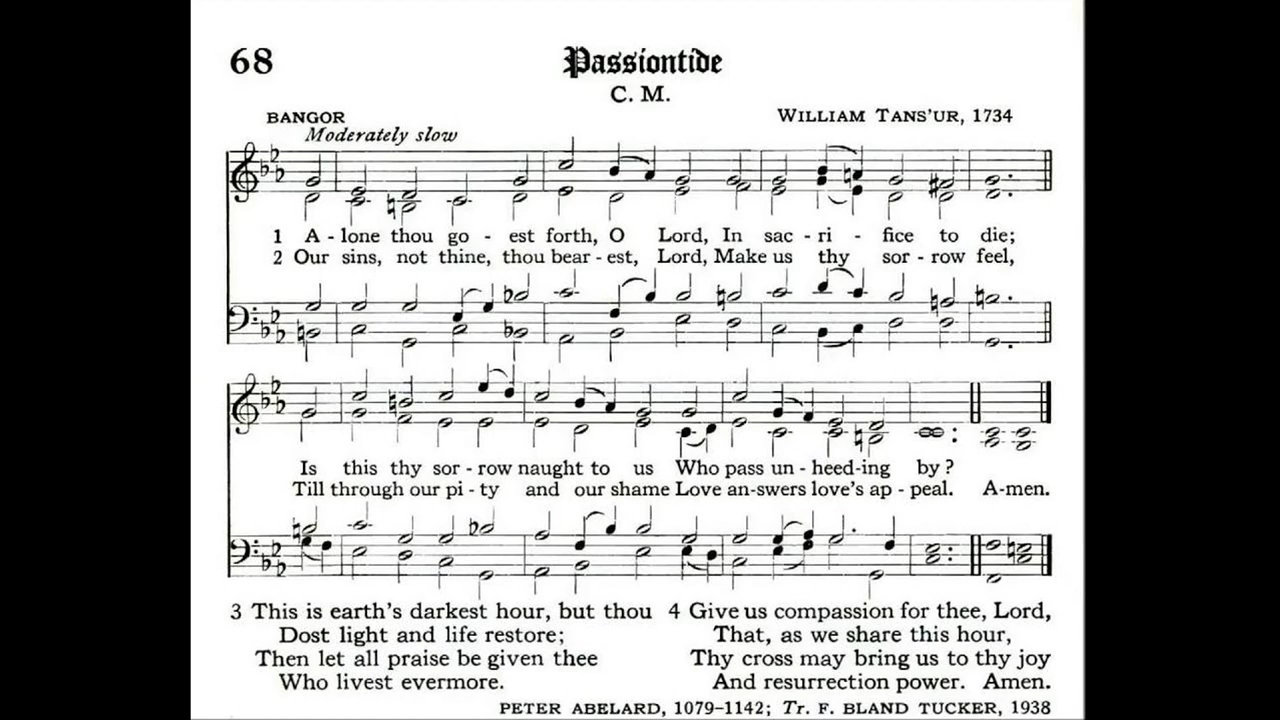 68 Passiontide
C. M.
BANGOR WILLIAM TANS'UR, 1734
Moderately slow
1 A - lone thou go - est forth, O Lord, In sac - ri - fice to die;
2 Our sins, not thine, thou bear - est, Lord, Make us thy sor - row feel,
Is this thy sor - row naught to us Who pass un - heed-ing by?
Till through our pi - ty and our shame Love an-swers love's ap - peal. A-men.
3 This is earth's darkest hour, but thou
Dost light and life restore;
Then let all praise be given thee
Who livest evermore.
4 Give us compassion for thee, Lord,
That, as we share this hour,
Thy cross may bring us to thy joy
And resurrection power. Amen.
PETER ABELARD, 1079-1142; Tr. F. BLAND TUCKER, 1938